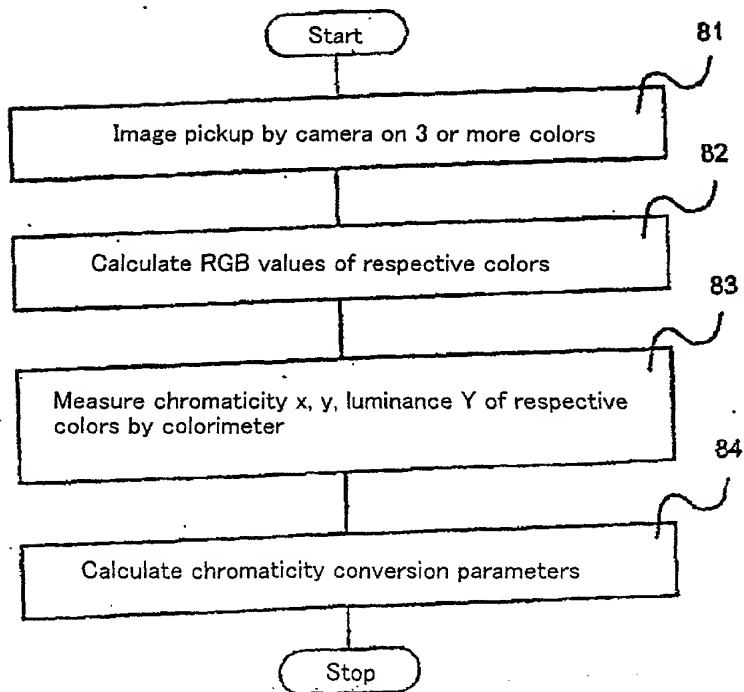 Start
81
Image pickup by camera on 3 or more colors
82
Calculate RGB values of respective colors
83
Measure chromaticity x, y, luminance Y of respective
colors by colorimeter
84
Calculate chromaticity conversion parameters
Stop